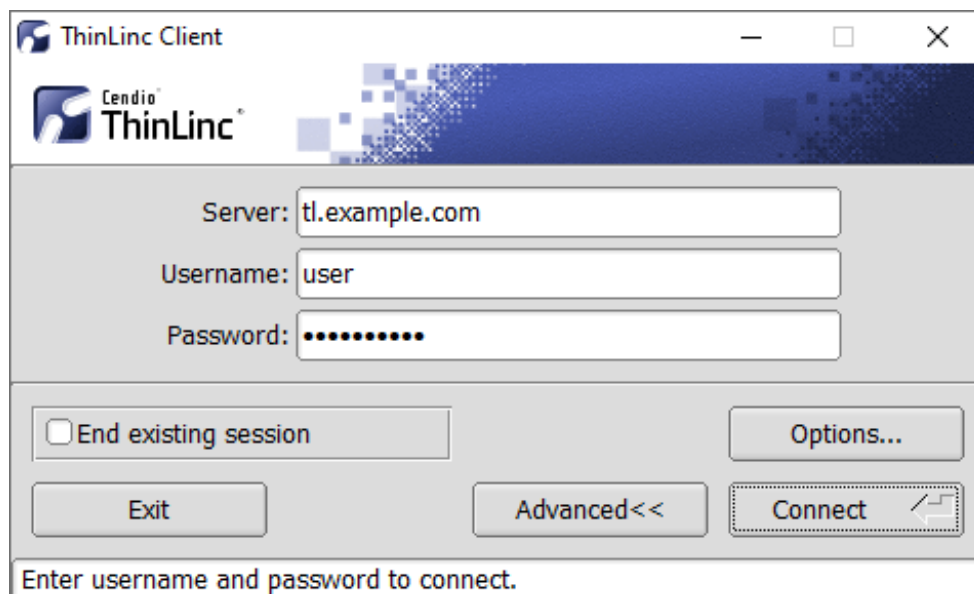 ThinLinc Client
Cendio®
ThinLinc®
Server: tl.example.com
Username: user
Password: ••••••••••
End existing session
Options...
Exit Advanced<< Connect
Enter username and password to connect.